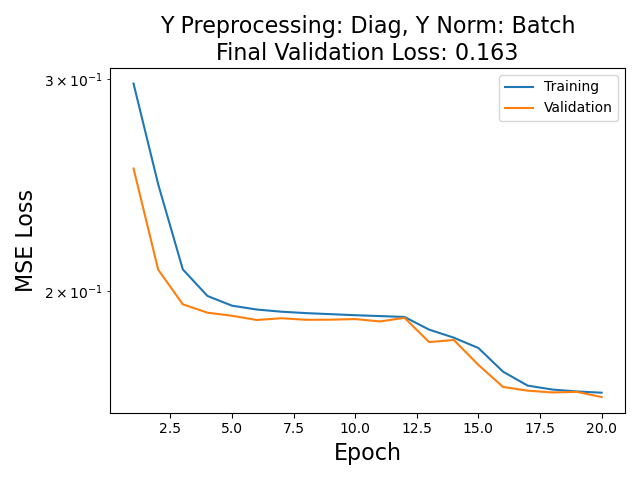 Y Preprocessing: Diag, Y Norm: Batch
Final Validation Loss: 0.163
3 × 10⁻¹
2 × 10⁻¹
MSE Loss
Training
Validation
2.5 5.0 7.5 10.0 12.5 15.0 17.5 20.0
Epoch